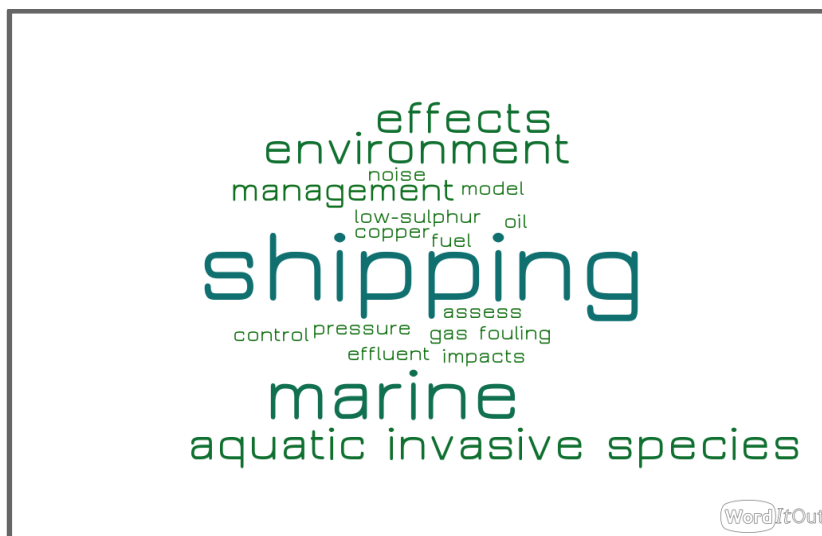 effects
environment
noise
management model
low-sulphur oil
copper fuel
shipping
assess
control pressure gas fouling
effluent impacts
marine
aquatic invasive species
WordItOut